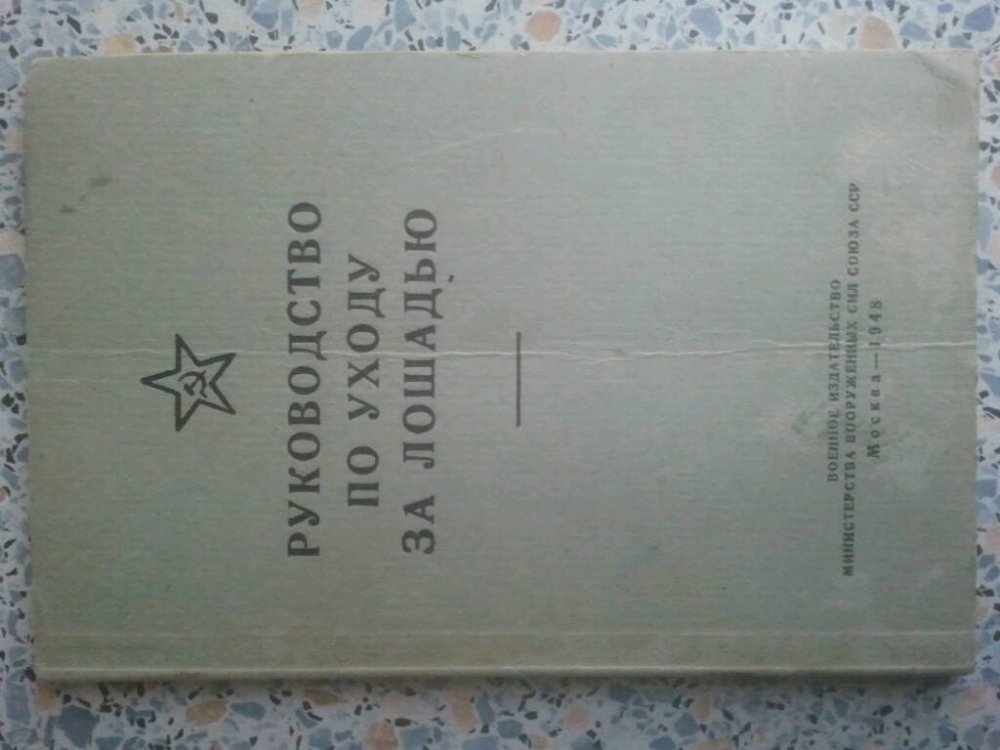 РУКОВОДСТВО
ПО УХОДУ
ЗА ЛОШАДЬЮ
ВОЕННОЕ ИЗДАТЕЛЬСТВО
МИНИСТЕРСТВА ВООРУЖЕННЫХ СИЛ СОЮЗА ССР
Москва — 1948